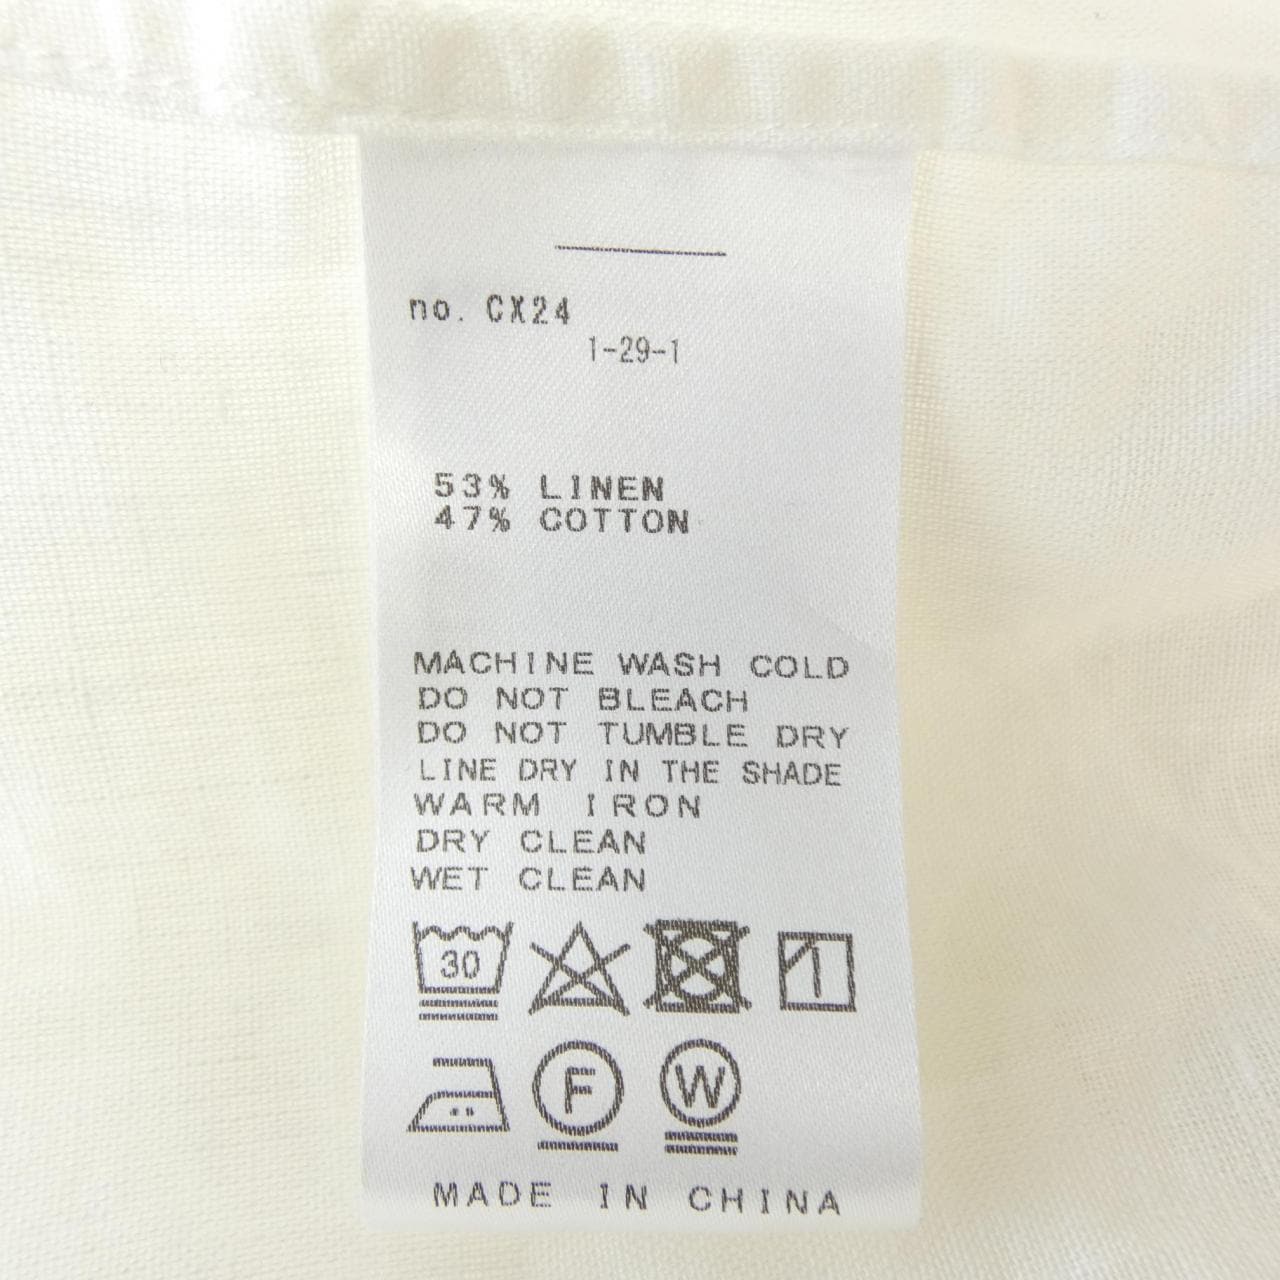 no. CX24
1-29-1
53% LINEN
47% COTTON
MACHINE WASH COLD
DO NOT BLEACH
DO NOT TUMBLE DRY
LINE DRY IN THE SHADE
WARM IRON
DRY CLEAN
WET CLEAN
30
F W
MADE IN CHINA